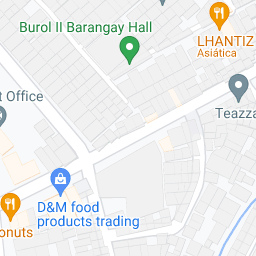 Burol II Barangay Hall
LHANTIZ
Asiática
Office
Teazza
D&M food
products trading
onuts